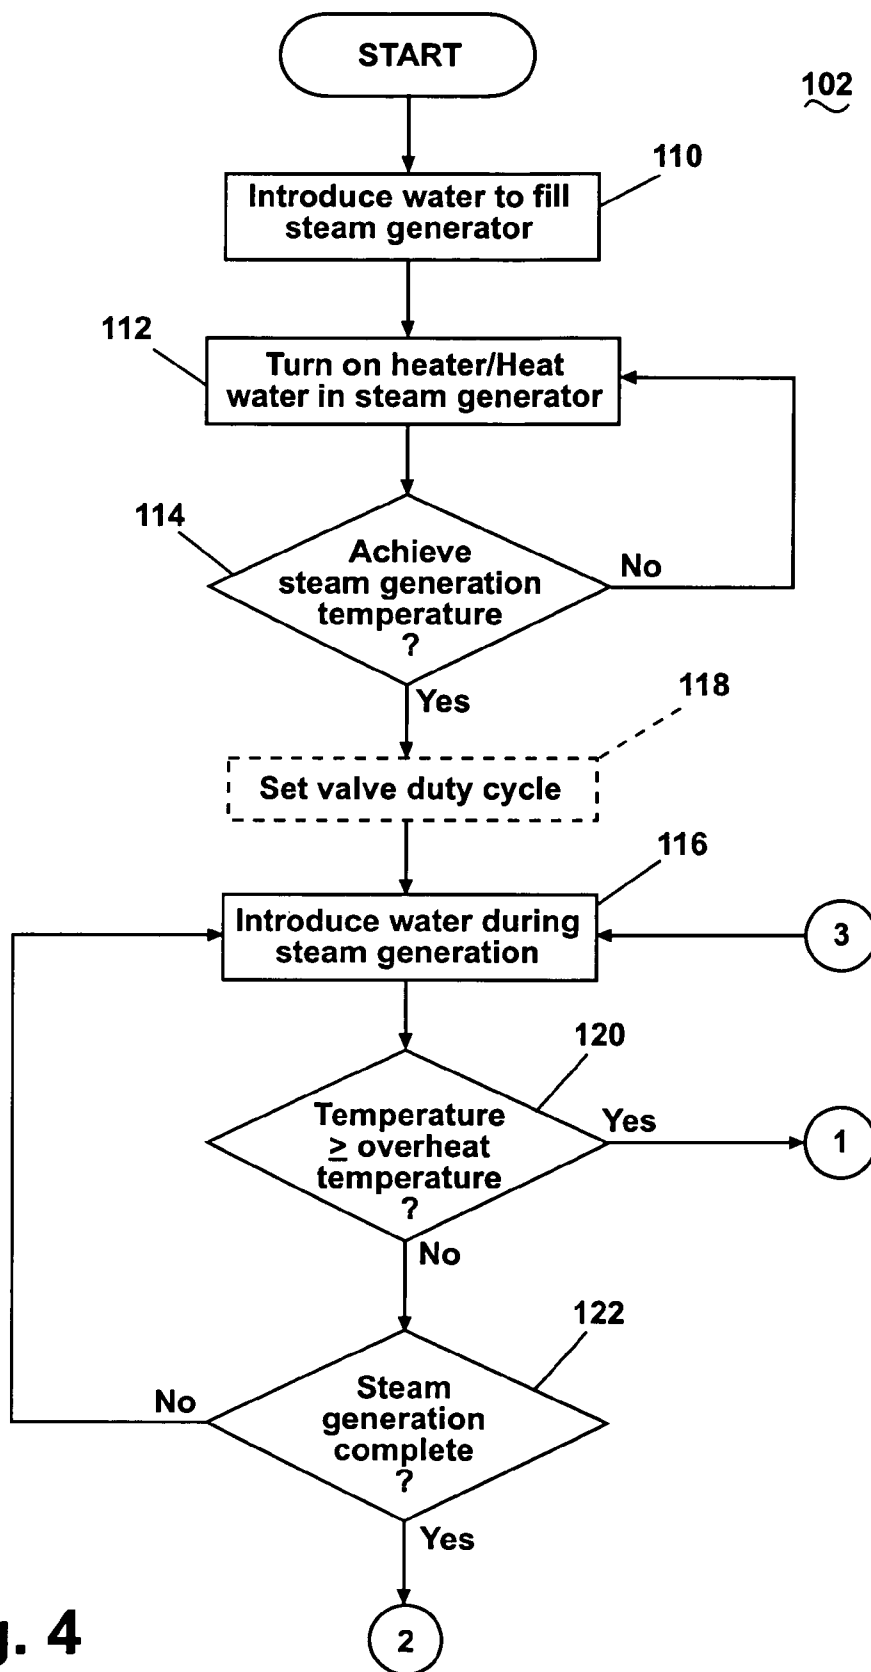 START
102
110
Introduce water to fill
steam generator
112
Turn on heater/Heat
water in steam generator
114
Achieve
steam generation
temperature
?
No
Yes
118
Set valve duty cycle
116
Introduce water during
steam generation
3
120
Temperature
≥ overheat
temperature
?
Yes
1
No
122
Steam
generation
complete
?
No
Yes
2
g. 4